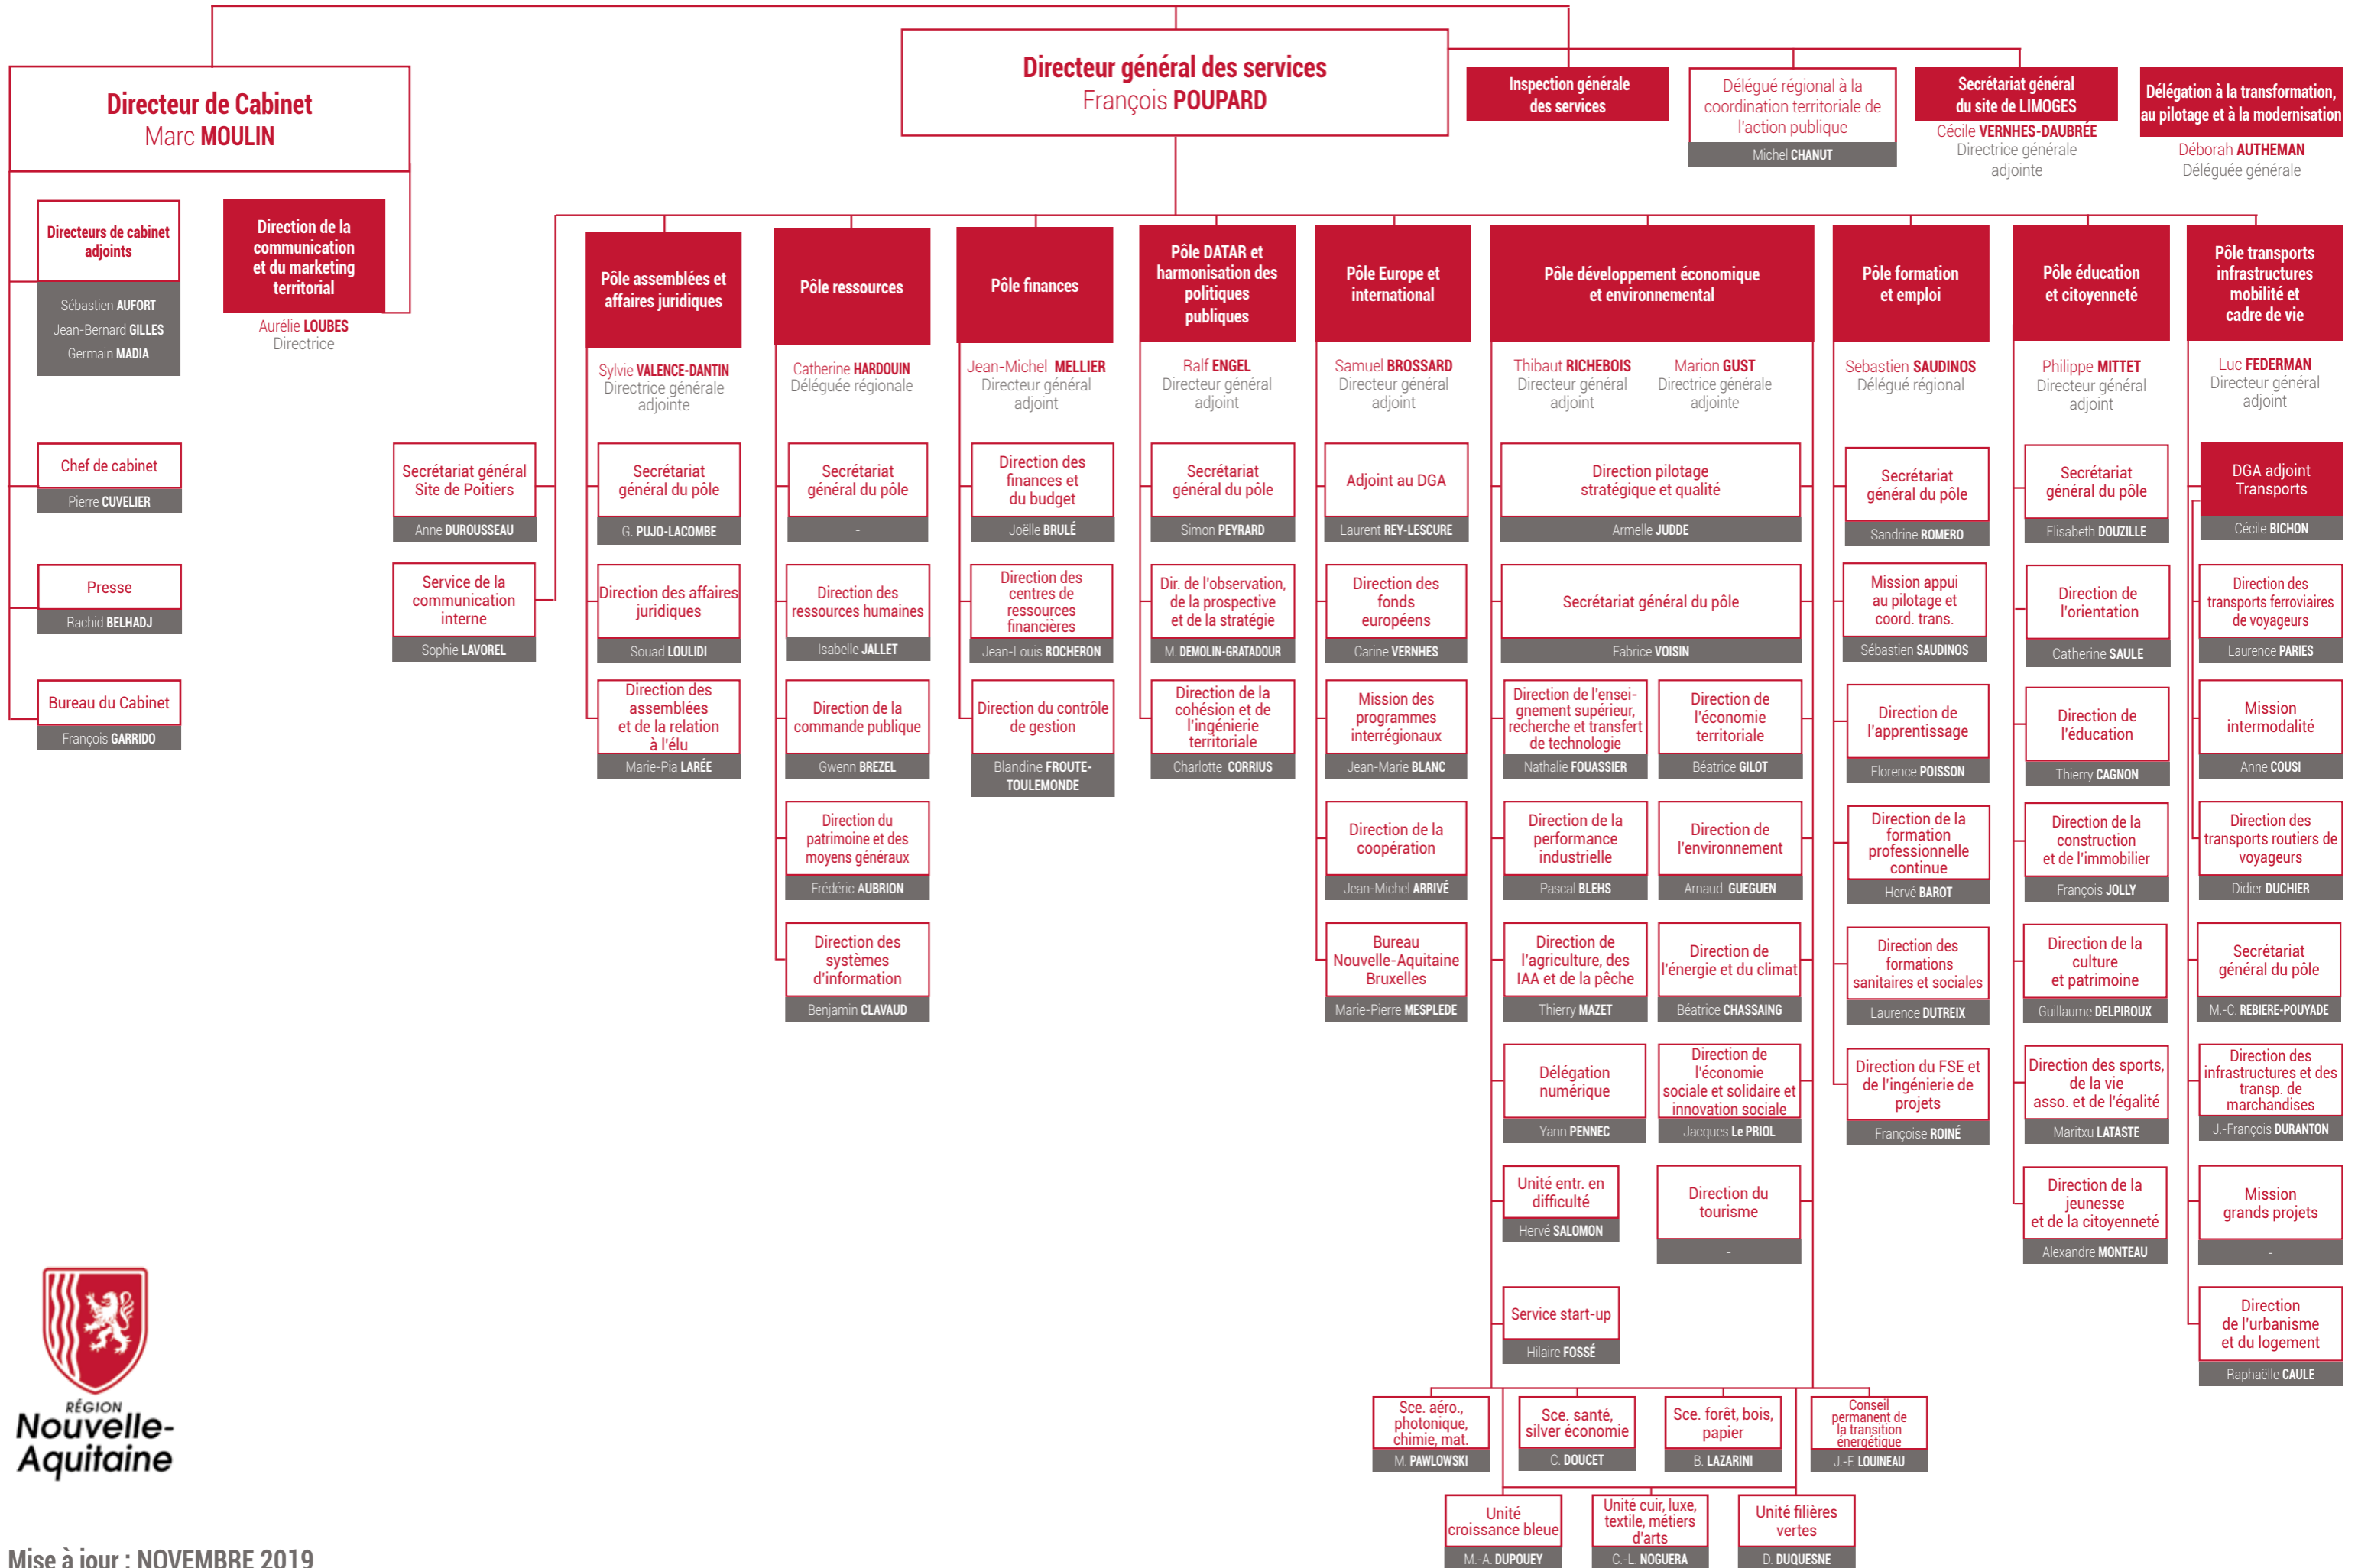 Directeur de Cabinet
Marc MOULIN
Directeur général des services
François POUPARD
Inspection générale
des services
Délégué régional à la
coordination territoriale de
l'action publique
Michel CHANUT
Secrétariat général
du site de LIMOGES
Cécile VERNHES-DAUBRÉE
Directrice générale
adjointe
Délégation à la transformation,
au pilotage et à la modernisation
Déborah AUTHEMAN
Déléguée générale
Directeurs de cabinet
adjoints
Sébastien AUFORT
Jean-Bernard GILLES
Germain MADIA
Direction de la
communication
et du marketing
territorial
Aurélie LOUBES
Directrice
Chef de cabinet
Pierre CUVELIER
Presse
Rachid BELHADJ
Bureau du Cabinet
François GARRIDO
Secrétariat général
Site de Poitiers
Anne DUROUSSEAU
Service de la
communication
interne
Sophie LAVOREL
Pôle assemblées et
affaires juridiques
Sylvie VALENCE-DANTIN
Directrice générale
adjointe
Secrétariat
général du pôle
G. PUJO-LACOMBE
Direction des affaires
juridiques
Souad LOULIDI
Direction des
assemblées
et de la relation
à l'élu
Marie-Pia LARÉE
Pôle ressources
Catherine HARDOUIN
Déléguée régionale
Secrétariat
général du pôle
-
Direction des
ressources humaines
Isabelle JALLET
Direction de la
commande publique
Gwenn BREZEL
Direction du
patrimoine et des
moyens généraux
Frédéric AUBRION
Direction des
systèmes
d'information
Benjamin CLAVAUD
Pôle finances
Jean-Michel MELLIER
Directeur général
adjoint
Direction des
finances et
du budget
Joëlle BRULÉ
Direction des
centres de
ressources
financières
Jean-Louis ROCHERON
Direction du contrôle
de gestion
Blandine FROUTE-
TOULEMONDE
Pôle DATAR et
harmonisation des
politiques
publiques
Ralf ENGEL
Directeur général
adjoint
Secrétariat
général du pôle
Simon PEYRARD
Dir. de l'observation,
de la prospective
et de la stratégie
M. DEMOLIN-GRATADOUR
Direction de la
cohésion et de
l'ingénierie
territoriale
Charlotte CORRIUS
Pôle Europe et
international
Samuel BROSSARD
Directeur général
adjoint
Adjoint au DGA
Laurent REY-LESCURE
Direction des
fonds
européens
Carine VERNHES
Mission des
programmes
interrégionaux
Jean-Marie BLANC
Direction de la
coopération
Jean-Michel ARRIVÉ
Bureau
Nouvelle-Aquitaine
Bruxelles
Marie-Pierre MESPLEDE
Pôle développement économique
et environnemental
Thibaut RICHEBOIS
Directeur général
adjoint
Marion GUST
Directrice générale
adjointe
Direction pilotage
stratégique et qualité
Armelle JUDDE
Secrétariat général du pôle
Fabrice VOISIN
Direction de l'ensei-
gnement supérieur,
recherche et transfert
de technologie
Nathalie FOUASSIER
Direction de
l'économie
territoriale
Béatrice GILOT
Direction de la
performance
industrielle
Pascal BLEHS
Direction de
l'environnement
Arnaud GUEGUEN
Direction de
l'agriculture, des
IAA et de la pêche
Thierry MAZET
Direction de
l'énergie et du climat
Béatrice CHASSAING
Délégation
numérique
Yann PENNEC
Direction de
l'économie
sociale et solidaire et
innovation sociale
Jacques Le PRIOL
Unité entr. en
difficulté
Hervé SALOMON
Direction du
tourisme
-
Service start-up
Hilaire FOSSÉ
Sce. aéro.,
photonique,
chimie, mat.
M. PAWLOWSKI
Sce. santé,
silver économie
C. DOUCET
Sce. forêt, bois,
papier
B. LAZARINI
Conseil
permanent de
la transition
énergétique
J.-F. LOUINEAU
Unité
croissance bleue
M.-A. DUPOUEY
Unité cuir, luxe,
textile, métiers
d'arts
C.-L. NOGUERA
Unité filières
vertes
D. DUQUESNE
Pôle formation
et emploi
Sebastien SAUDINOS
Délégué régional
Secrétariat
général du pôle
Sandrine ROMERO
Mission appui
au pilotage et
coord. trans.
Sébastien SAUDINOS
Direction de
l'apprentissage
Florence POISSON
Direction de la
formation
professionnelle
continue
Hervé BAROT
Direction des
formations
sanitaires et sociales
Laurence DUTREIX
Direction du FSE et
de l'ingénierie de
projets
Françoise ROINÉ
Pôle éducation
et citoyenneté
Philippe MITTET
Directeur général
adjoint
Secrétariat
général du pôle
Elisabeth DOUZILLE
Direction de
l'orientation
Catherine SAULE
Direction de
l'éducation
Thierry CAGNON
Direction de la
construction
et de l'immobilier
François JOLLY
Direction de la
culture
et patrimoine
Guillaume DELPIROUX
Direction des sports,
de la vie
asso. et de l'égalité
Maritxu LATASTE
Direction de la
jeunesse
et de la citoyenneté
Alexandre MONTEAU
Pôle transports
infrastructures
mobilité et
cadre de vie
Luc FEDERMAN
Directeur général
adjoint
DGA adjoint
Transports
Cécile BICHON
Direction des
transports ferroviaires
de voyageurs
Laurence PARIES
Mission
intermodalité
Anne COUSI
Direction des
transports routiers de
voyageurs
Didier DUCHIER
Secrétariat
général du pôle
M.-C. REBIERE-POUYADE
Direction des
infrastructures et des
transp. de
marchandises
J.-François DURANTON
Mission
grands projets
-
Direction
de l'urbanisme
et du logement
Raphaëlle CAULE
RÉGION
Nouvelle-
Aquitaine
Mise à jour : NOVEMBRE 2019